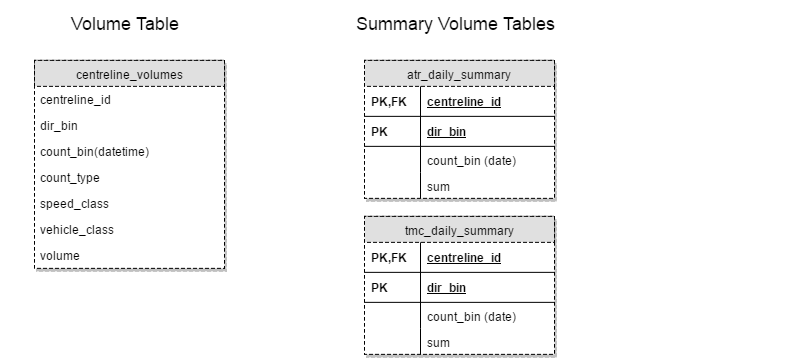 Volume Table
centreline_volumes
centreline_id
dir_bin
count_bin(datetime)
count_type
speed_class
vehicle_class
volume
Summary Volume Tables
atr_daily_summary
PK,FK centreline_id
PK dir_bin
count_bin (date)
sum
tmc_daily_summary
PK,FK centreline_id
PK dir_bin
count_bin (date)
sum